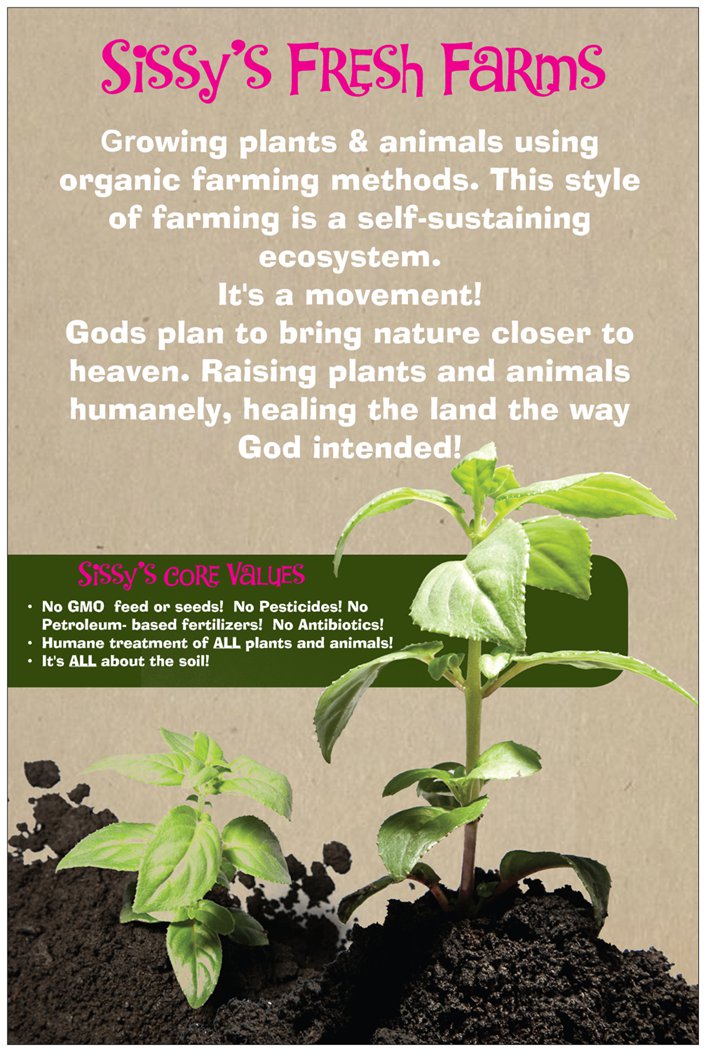 Sissy's Fresh Farms
Growing plants & animals using
organic farming methods. This style
of farming is a self-sustaining
ecosystem.
It's a movement!
Gods plan to bring nature closer to
heaven. Raising plants and animals
humanely, healing the land the way
God intended!
Sissy's core values
• No GMO feed or seeds! No Pesticides! No
Petroleum- based fertilizers! No Antibiotics!
• Humane treatment of ALL plants and animals!
• It's ALL about the soil!